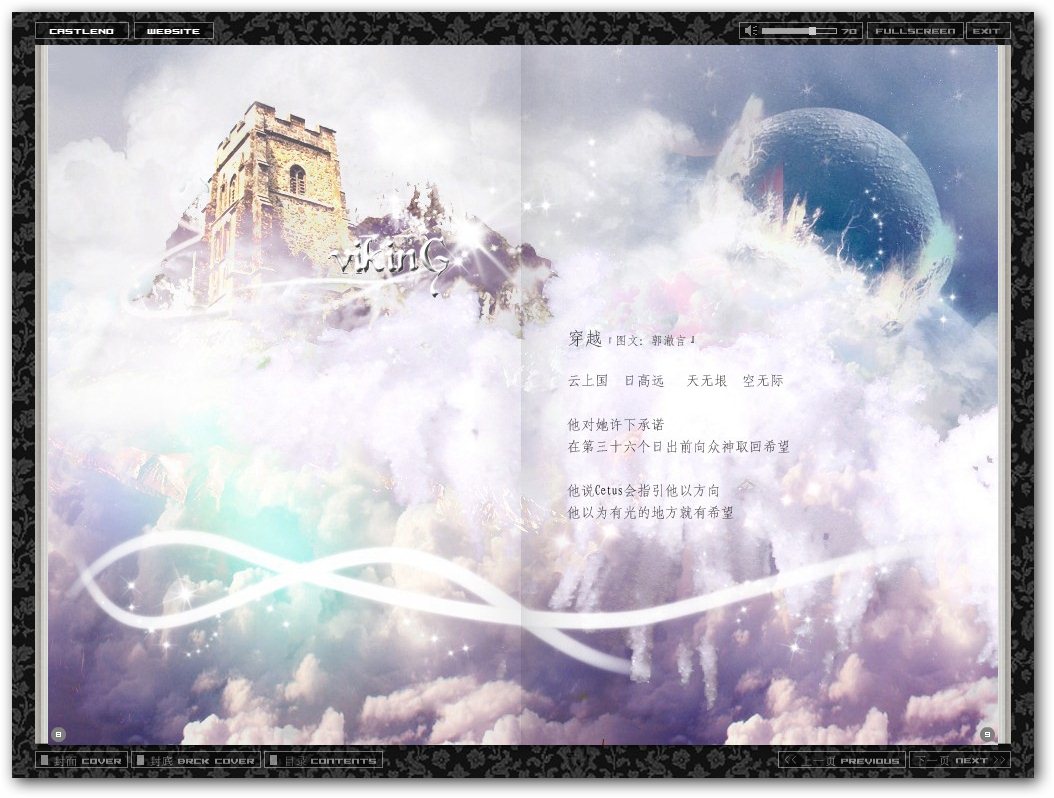 CASTLEND
WEBSITE
70
FULLSCREEN
EXIT
viKinG
穿越『图文：郭澈言』
云上国 日高远 天无垠 空无际
他对她许下承诺
在第三十六个日出前向众神取回希望
他说Cetus会指引他以方向
他以为有光的地方就有希望
8
9
封面 COVER
封底 BACK COVER
目录 CONTENTS
<< 上一页 PREVIOUS
下一页 NEXT >>